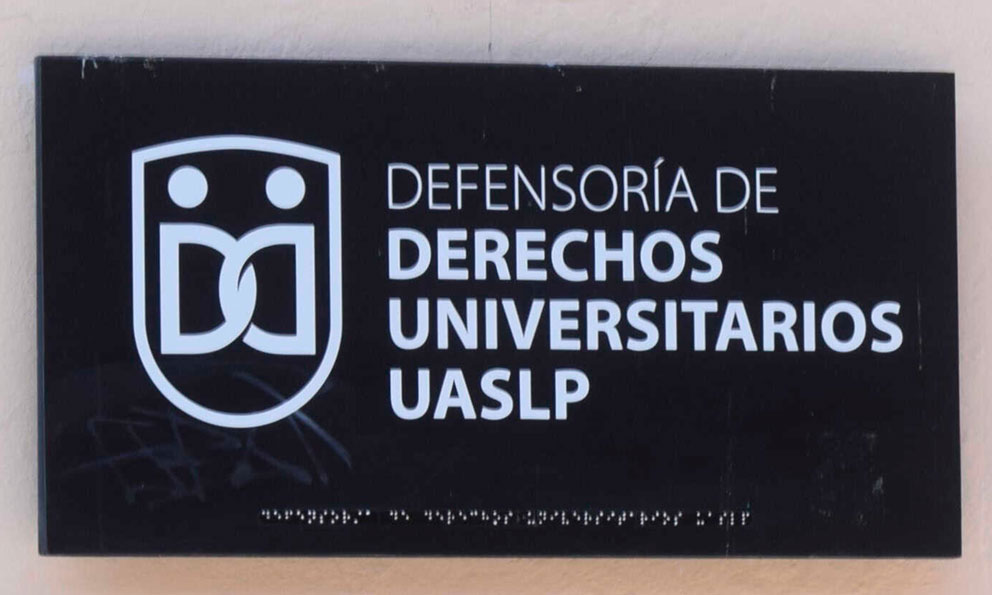 DEFENSORÍA DE
DERECHOS
UNIVERSITARIOS
UASLP